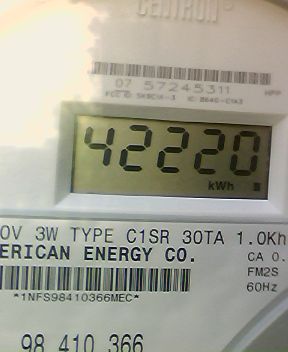 CENTRON®
07 57245311
HPP
42220
kWh
0V 3W TYPE C1SR 30TA 1.0Kh
ERICAN ENERGY CO.
CA 0.
FM2S
*1NFS98410366MEC*
60Hz
98 410 366